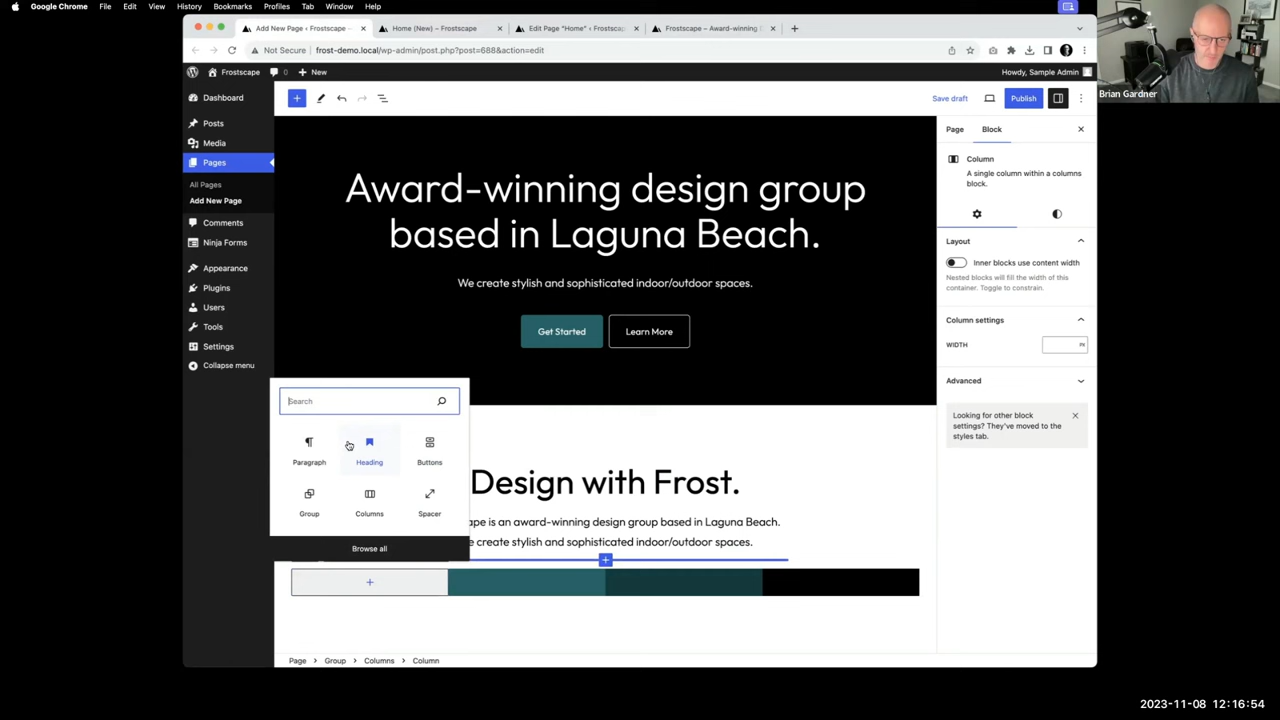 Google Chrome File Edit View History Bookmarks Profiles Tab Window Help
Add New Page ‹ Frostscape –
Home (New) – Frostscape
Edit Page "Home" ‹ Frostscape
Frostscape – Award-winning D
Not Secure frost-demo.local/wp-admin/post.php?post=688&action=edit
Brian Gardner
Frostscape 0 New
Howdy, Sample Admin
Dashboard
Posts
Media
Pages
All Pages
Add New Page
Comments
Ninja Forms
Appearance
Plugins
Users
Tools
Settings
Collapse menu
Save draft
Publish
Award-winning design group
based in Laguna Beach.
We create stylish and sophisticated indoor/outdoor spaces.
Get Started
Learn More
Search
Paragraph
Heading
Buttons
Group
Columns
Spacer
Browse all
Design with Frost.
ape is an award-winning design group based in Laguna Beach.
e create stylish and sophisticated indoor/outdoor spaces.
Page Block
Column
A single column within a columns
block.
Layout
Inner blocks use content width
Nested blocks will fill the width of this
container. Toggle to constrain.
Column settings
WIDTH
Advanced
Looking for other block
settings? They've moved to the
styles tab.
Page > Group > Columns > Column
2023-11-08 12:16:54